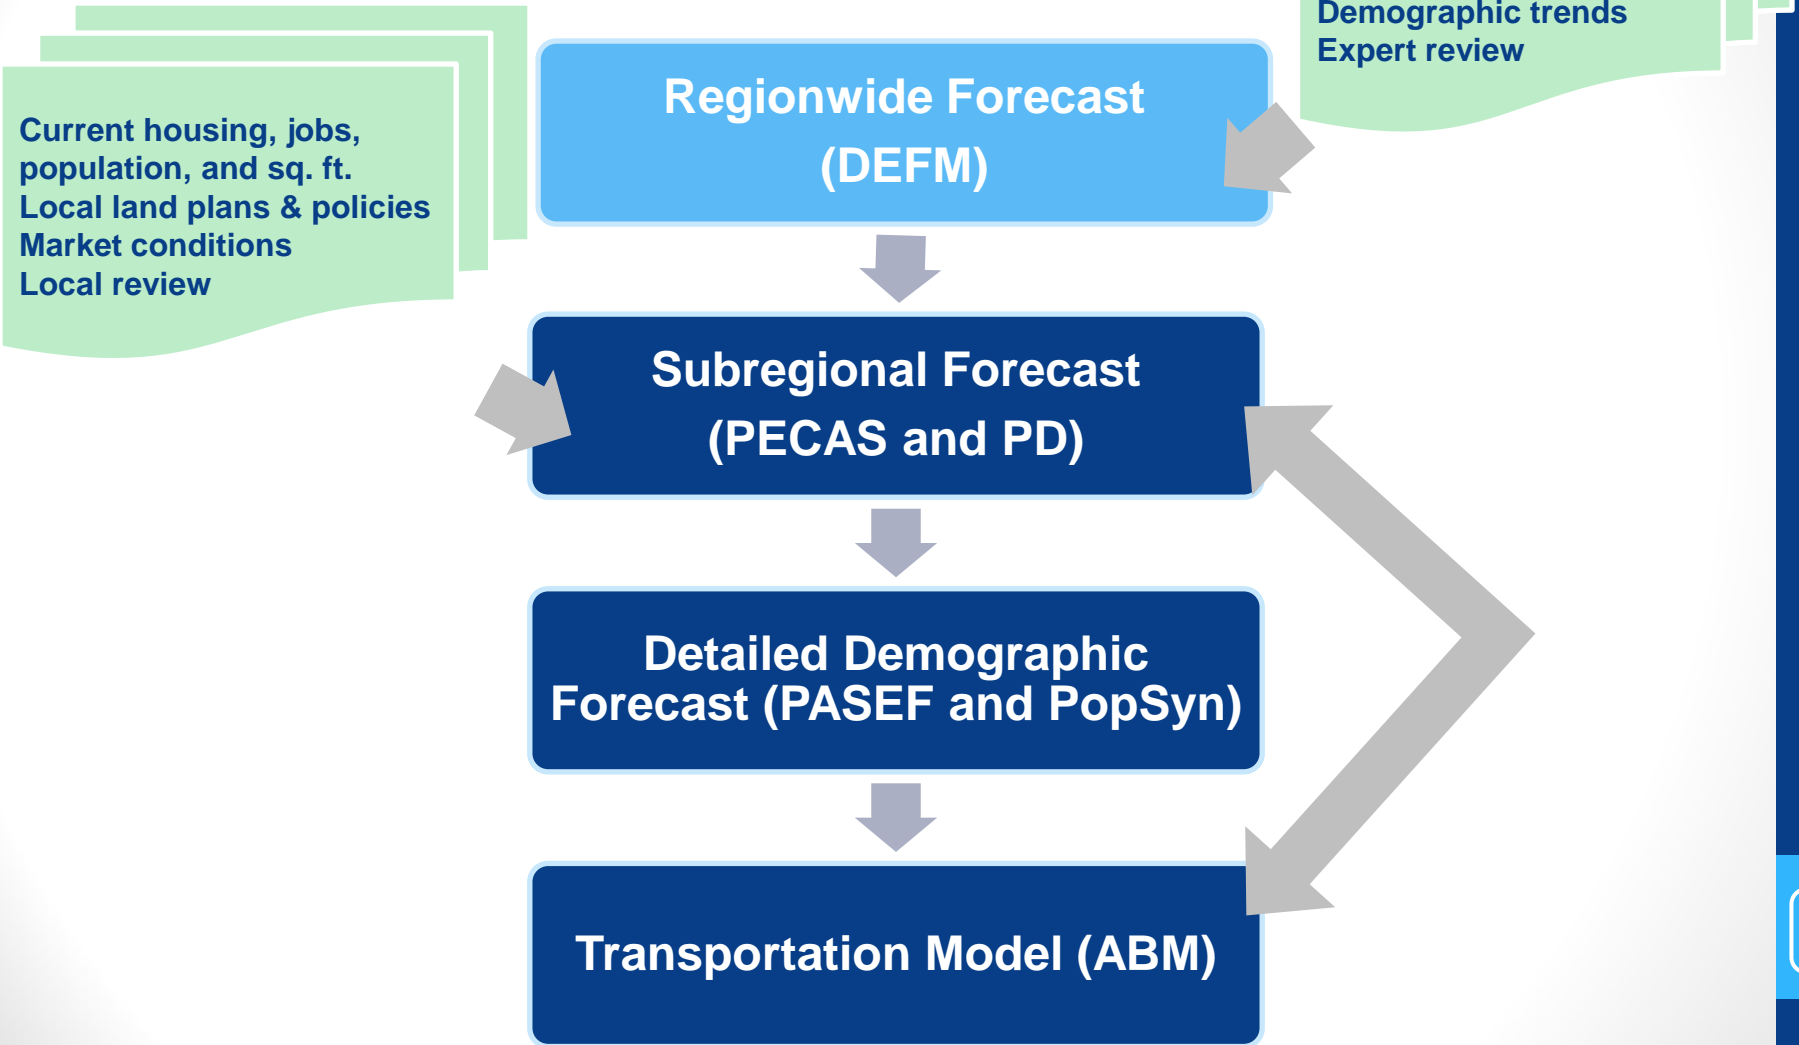 Demographic trends
Expert review
Regionwide Forecast
(DEFM)
Current housing, jobs,
population, and sq. ft.
Local land plans & policies
Market conditions
Local review
Subregional Forecast
(PECAS and PD)
Detailed Demographic
Forecast (PASEF and PopSyn)
Transportation Model (ABM)